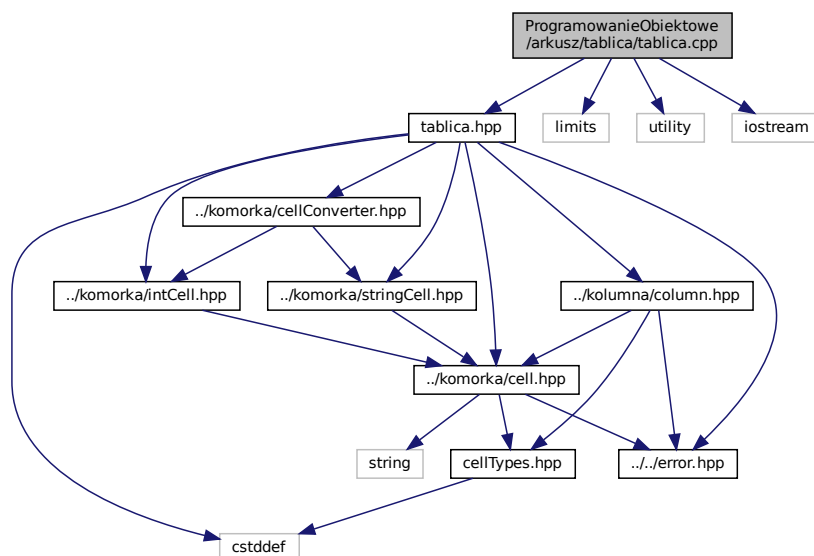 ProgramowanieObiektowe
/arkusz/tablica/tablica.cpp
tablica.hpp
limits
utility
iostream
../komorka/cellConverter.hpp
../komorka/intCell.hpp
../komorka/stringCell.hpp
../kolumna/column.hpp
../komorka/cell.hpp
string
cellTypes.hpp
../../error.hpp
cstddef